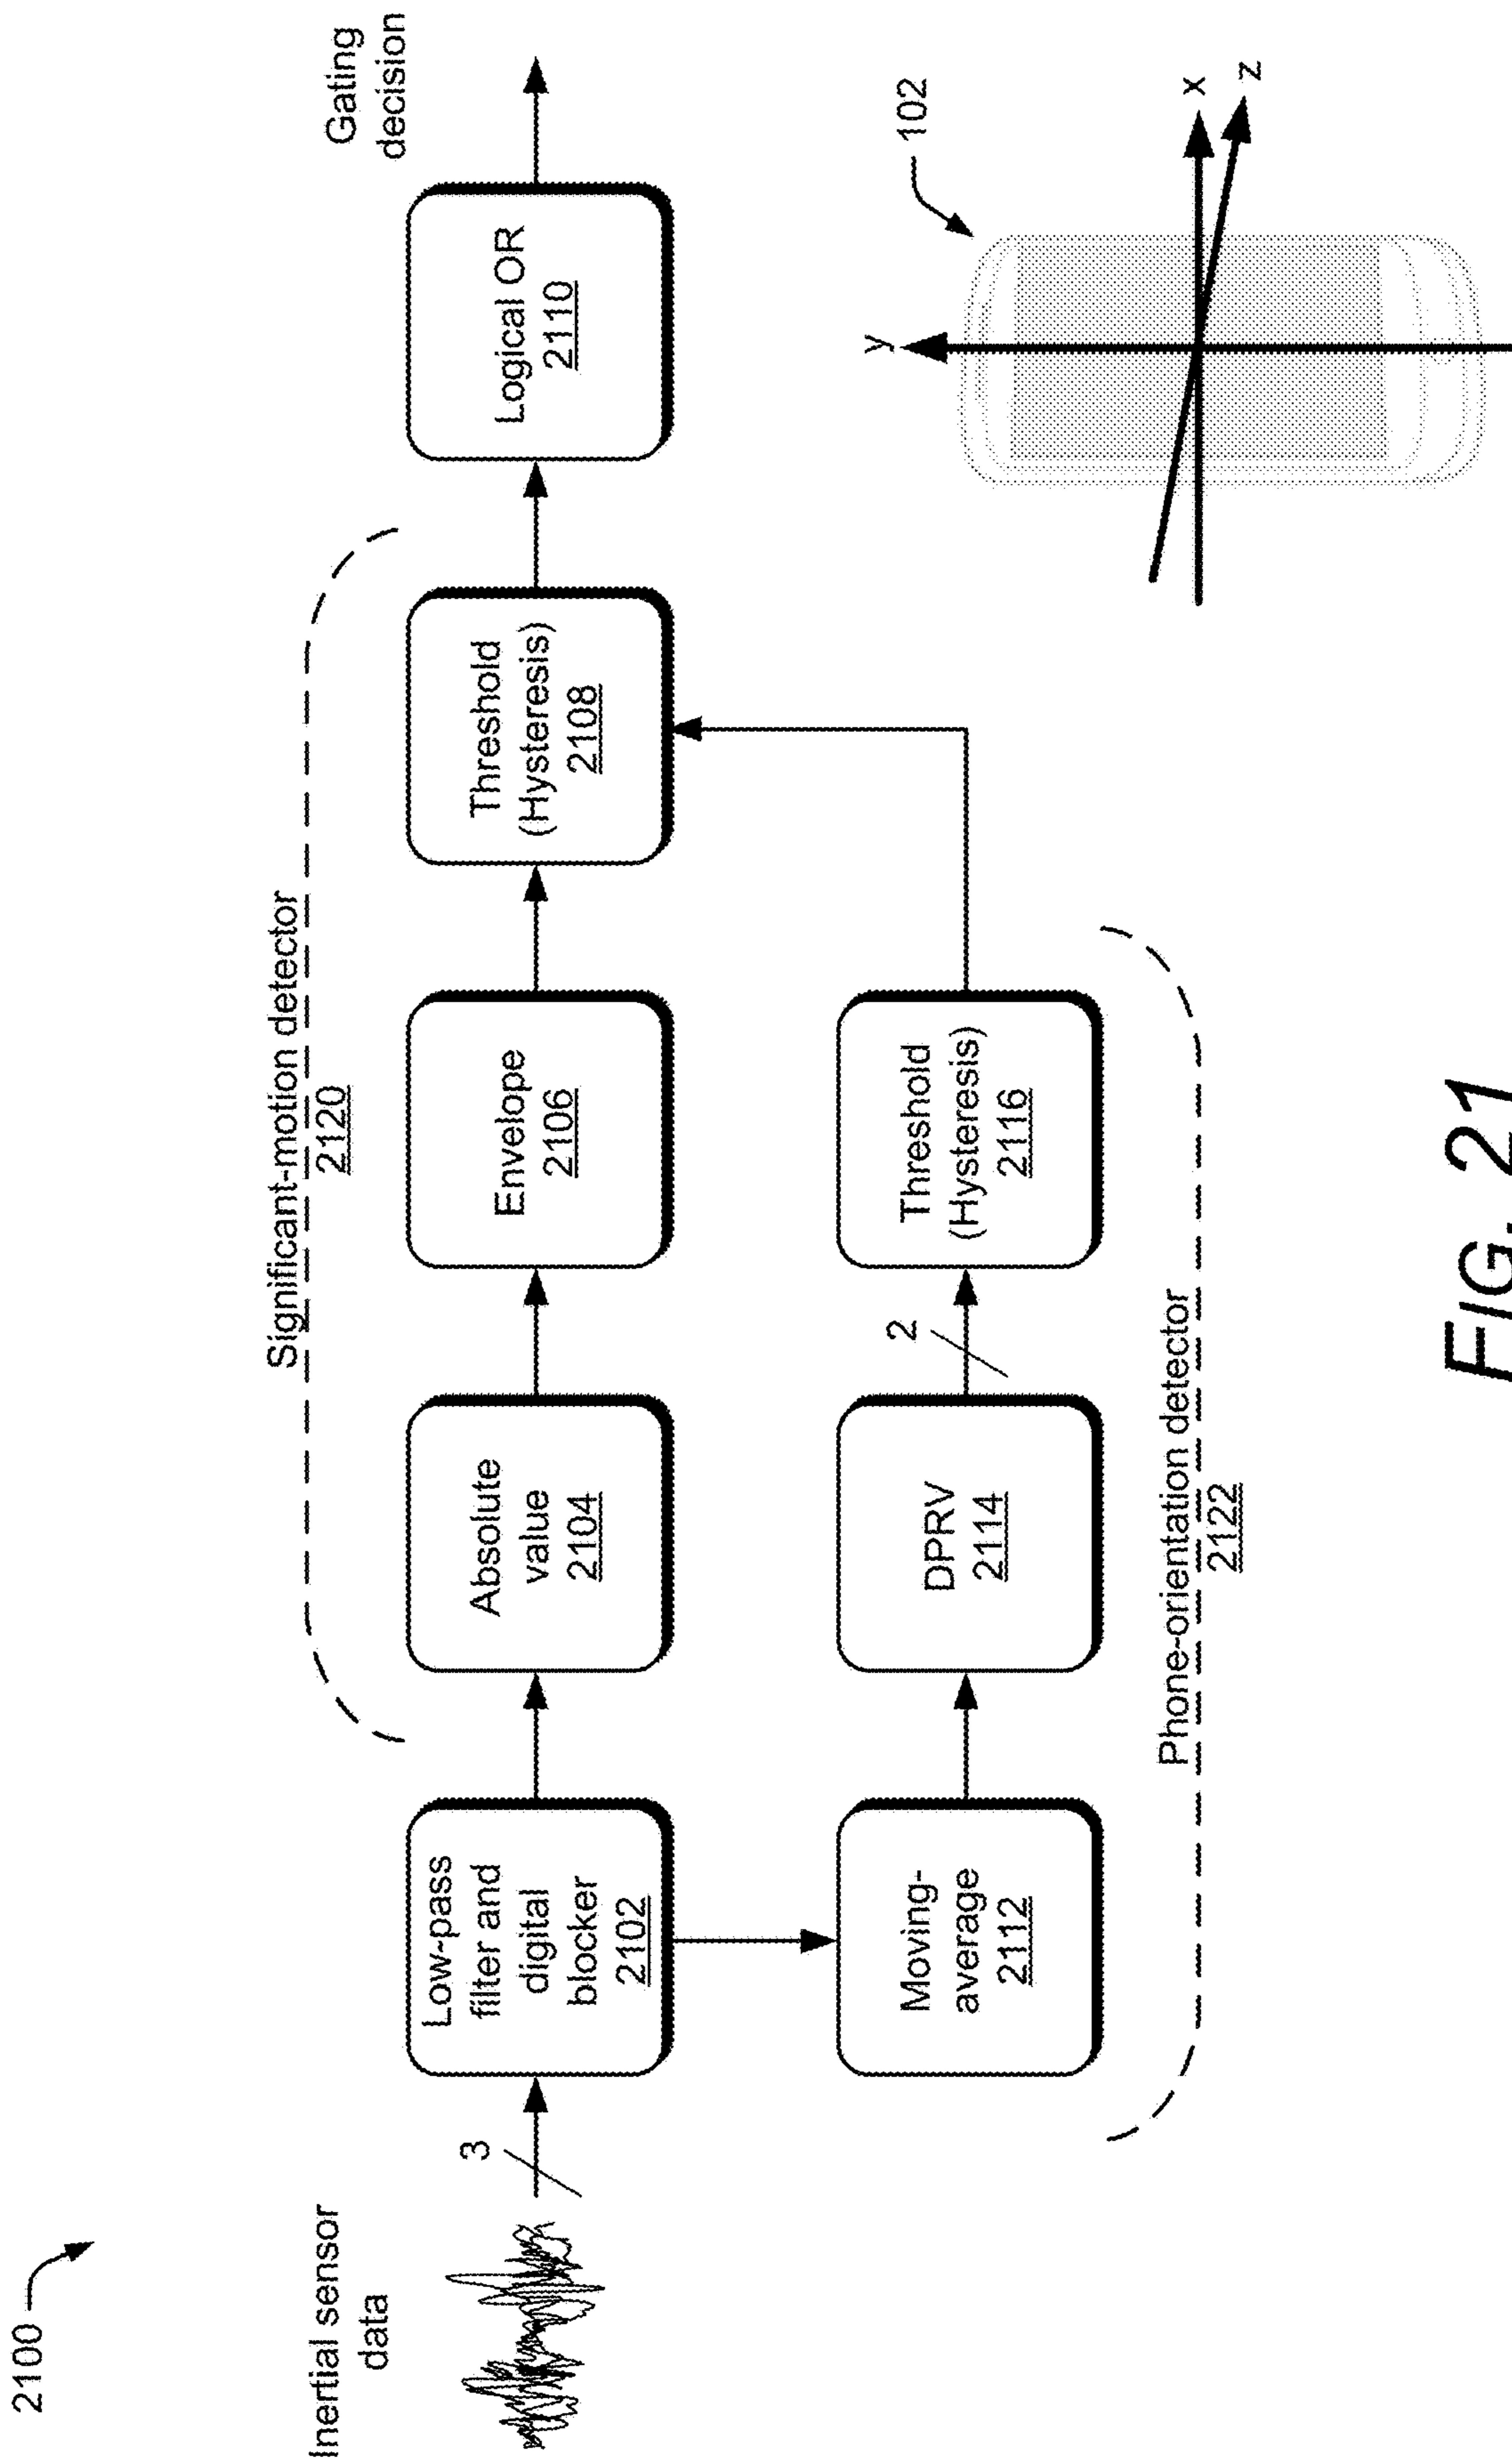 2100
Inertial sensor
data
3
Significant-motion detector
2120
Low-pass
filter and
digital
blocker
2102
Absolute
value
2104
Envelope
2106
Threshold
(Hysteresis)
2108
Logical OR
2110
Gating
decision
Moving-
average
2112
DPRV
2114
2
Threshold
(Hysteresis)
2116
Phone-orientation detector
2122
102
y
x
z
FIG. 21